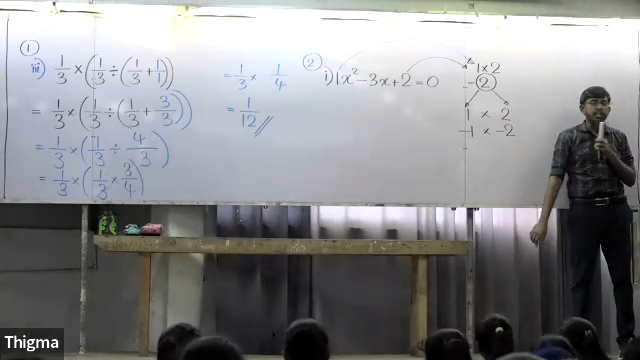 ①
iii) 1/3 × (1/3 ÷ (1/3 + 1/1))
= 1/3 × (1/3 ÷ (1/3 + 3/3))
= 1/3 × (1/3 ÷ 4/3)
= 1/3 × (1/3 × 3/4)
= 1/3 × 1/4
= 1/12 //
②
i) 1x² − 3x + 2 = 0
1×2
2
1 × 2
−1 × −2
Thigma